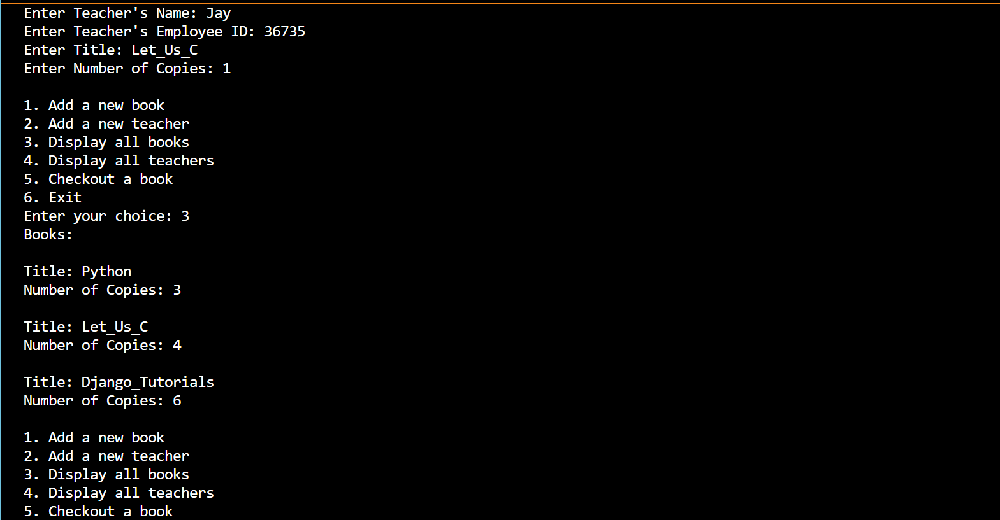 Enter Teacher's Name: Jay
Enter Teacher's Employee ID: 36735
Enter Title: Let_Us_C
Enter Number of Copies: 1

1. Add a new book
2. Add a new teacher
3. Display all books
4. Display all teachers
5. Checkout a book
6. Exit
Enter your choice: 3
Books:

Title: Python
Number of Copies: 3

Title: Let_Us_C
Number of Copies: 4

Title: Django_Tutorials
Number of Copies: 6

1. Add a new book
2. Add a new teacher
3. Display all books
4. Display all teachers
5. Checkout a book